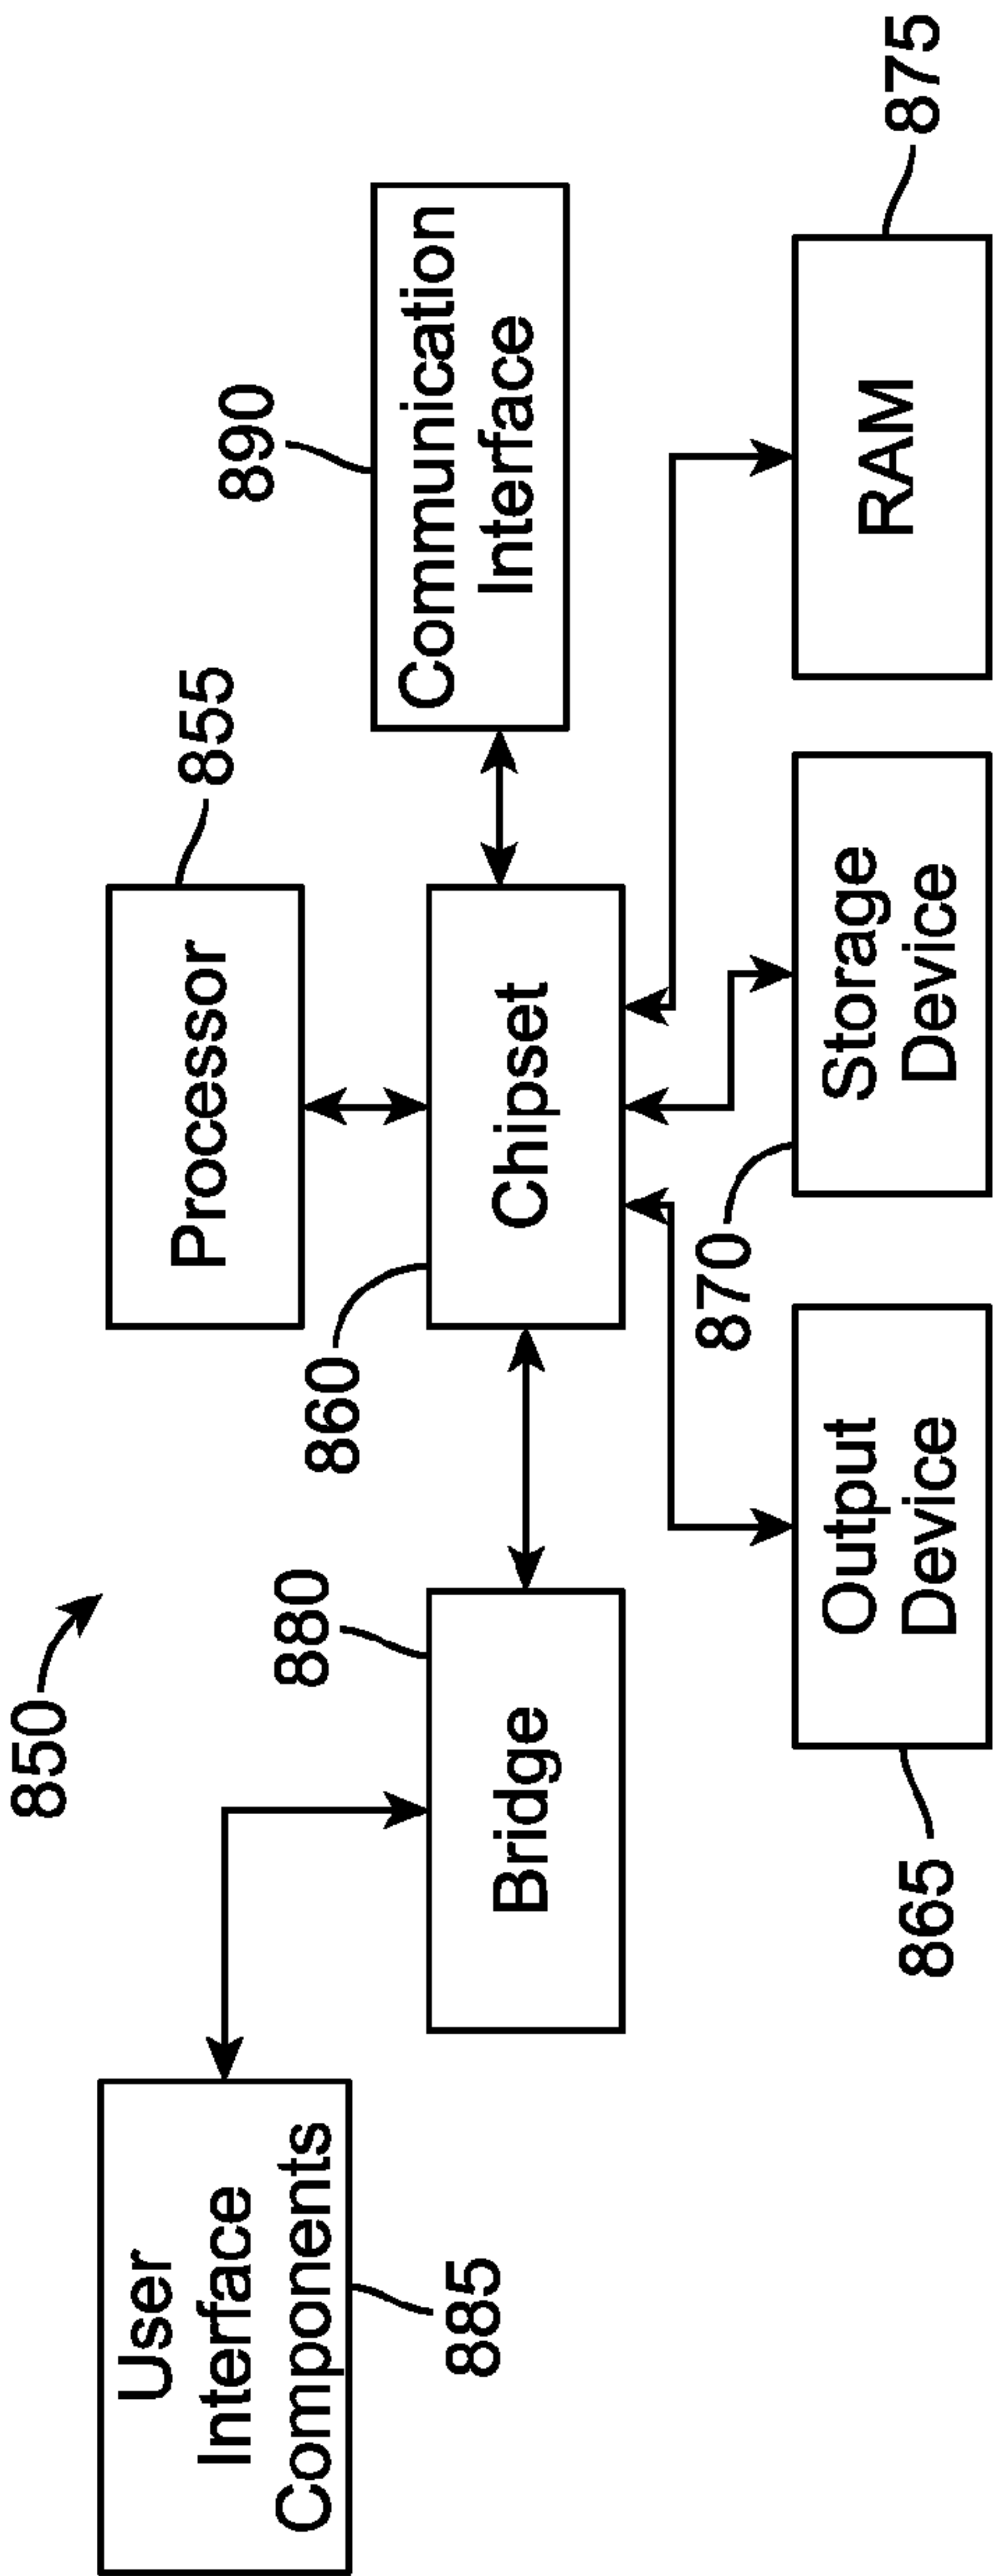 850
User
Interface
Components
885
Bridge
880
Processor
855
860
Chipset
890
Communication
Interface
865
Output
Device
870
Storage
Device
RAM
875